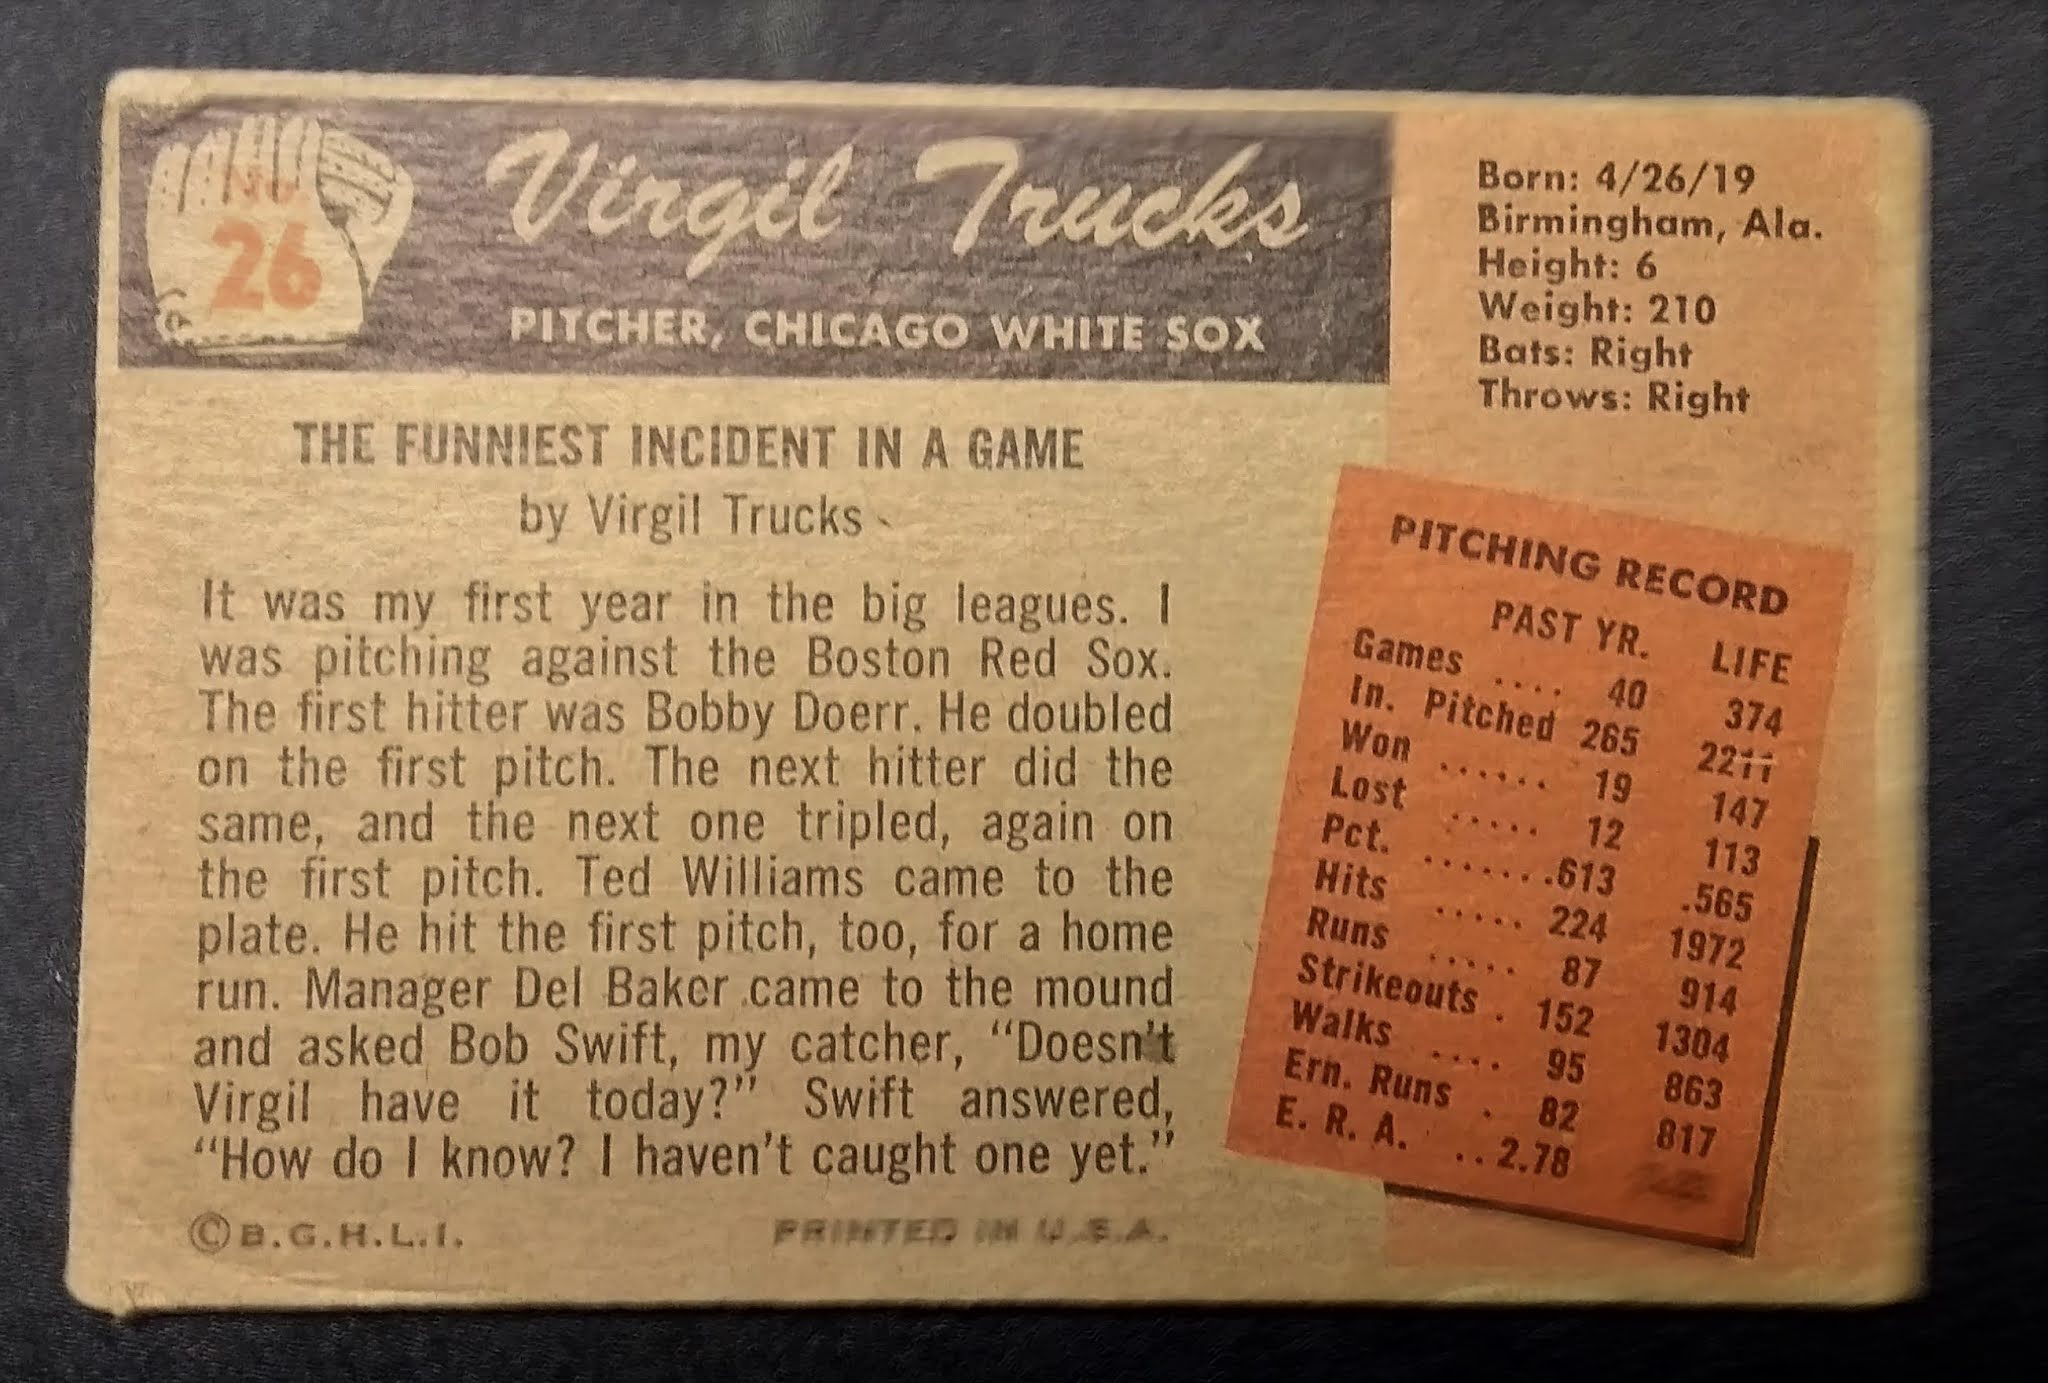 No
26
Virgil Trucks
PITCHER, CHICAGO WHITE SOX
Born: 4/26/19
Birmingham, Ala.
Height: 6
Weight: 210
Bats: Right
Throws: Right
THE FUNNIEST INCIDENT IN A GAME
by Virgil Trucks
It was my first year in the big leagues. I
was pitching against the Boston Red Sox.
The first hitter was Bobby Doerr. He doubled
on the first pitch. The next hitter did the
same, and the next one tripled, again on
the first pitch. Ted Williams came to the
plate. He hit the first pitch, too, for a home
run. Manager Del Baker came to the mound
and asked Bob Swift, my catcher, “Doesn't
Virgil have it today?” Swift answered,
“How do I know? I haven't caught one yet.”
©B.G.H.L.I.
PRINTED IN U.S.A.
PITCHING RECORD
PAST YR. LIFE
Games .... 40 374
In. Pitched 265 2211
Won ...... 19 147
Lost ..... 12 113
Pct. .......613 .565
Hits ..... 224 1972
Runs ..... 87 914
Strikeouts . 152 1304
Walks .... 95 863
Ern. Runs . 82 817
E. R. A. ..2.78